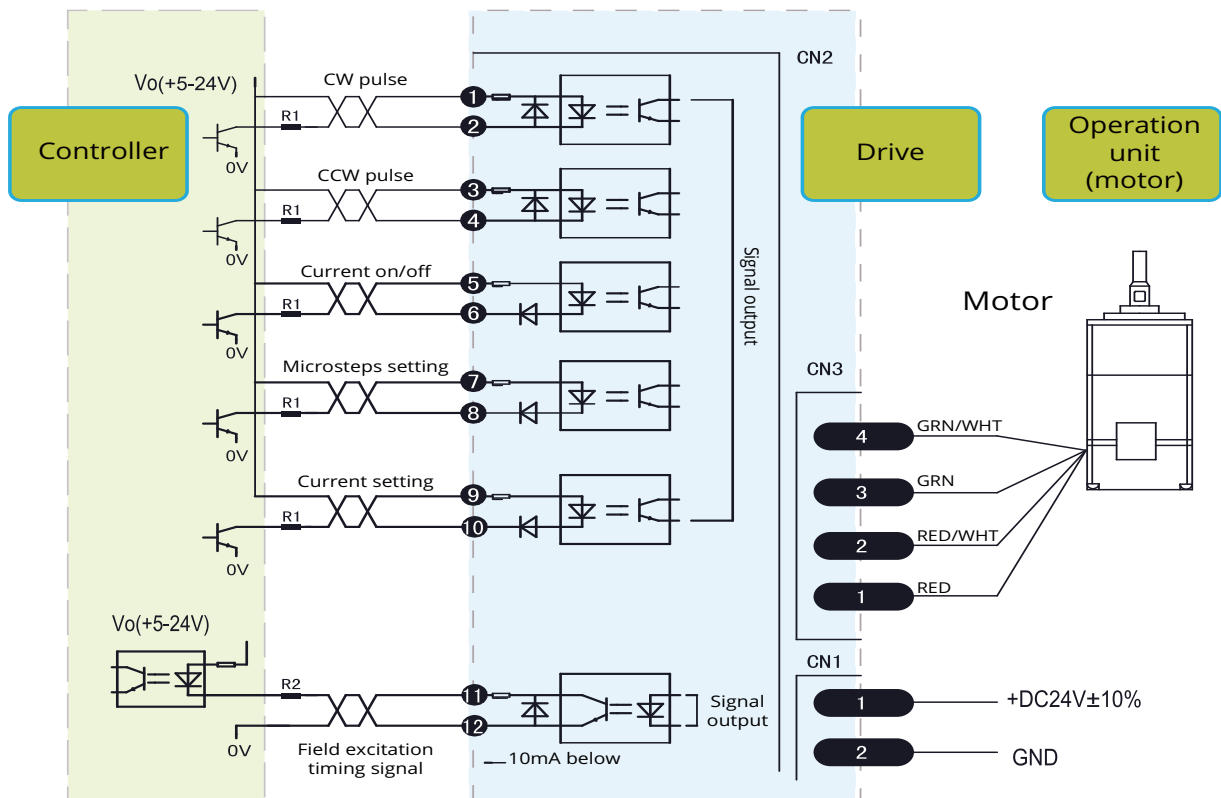 Controller
Drive
Operation
unit
(motor)
Vo(+5-24V)
CW pulse
R1
0V
1
2
CCW pulse
R1
0V
3
4
Current on/off
R1
0V
5
6
Microsteps setting
R1
0V
7
8
Current setting
R1
0V
9
10
Vo(+5-24V)
R2
0V
Field excitation
timing signal
11
12
10mA below
Signal
output
Signal output
CN2
CN3
4
GRN/WHT
3
GRN
2
RED/WHT
1
RED
Motor
CN1
1
+DC24V±10%
2
GND